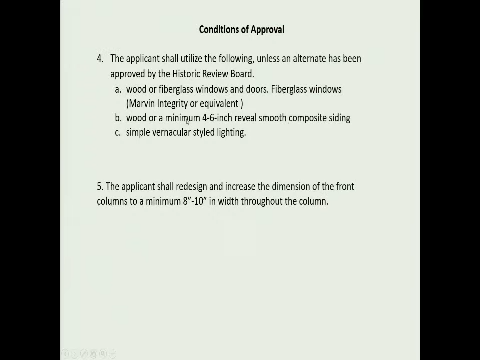 Conditions of Approval
4. The applicant shall utilize the following, unless an alternate has been
approved by the Historic Review Board.
a. wood or fiberglass windows and doors. Fiberglass windows
(Marvin Integrity or equivalent )
b. wood or a minimum 4-6-inch reveal smooth composite siding
c. simple vernacular styled lighting.
5. The applicant shall redesign and increase the dimension of the front
columns to a minimum 8”-10” in width throughout the column.